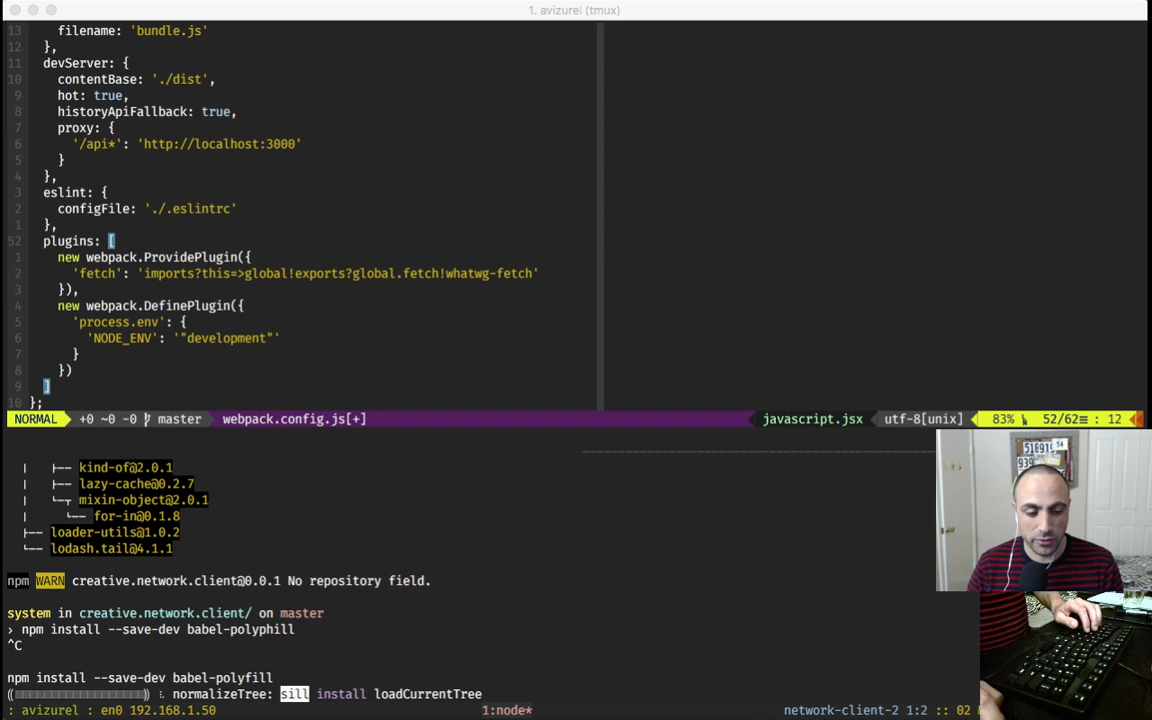 1. avizurel (tmux)
13 filename: 'bundle.js'
12 },
11 devServer: {
10 contentBase: './dist',
9 hot: true,
8 historyApiFallback: true,
7 proxy: {
6 '/api*': 'http://localhost:3000'
5 }
4 },
3 eslint: {
2 configFile: './.eslintrc'
1 },
52 plugins: [
1 new webpack.ProvidePlugin({
2 'fetch': 'imports?this=>global!exports?global.fetch!whatwg-fetch'
3 }),
4 new webpack.DefinePlugin({
5 'process.env': {
6 'NODE_ENV': '"development"'
7 }
8 })
9 ]
10 };
NORMAL +0 ~0 -0 master webpack.config.js[+] javascript.jsx utf-8[unix] 83% 52/62 : 12
| ├── kind-of@2.0.1
| ├── lazy-cache@0.2.7
| └─┬ mixin-object@2.0.1
| └── for-in@0.1.8
├── loader-utils@1.0.2
└── lodash.tail@4.1.1
npm WARN creative.network.client@0.0.1 No repository field.
system in creative.network.client/ on master
› npm install --save-dev babel-polyphill
^C
npm install --save-dev babel-polyfill
normalizeTree: sill install loadCurrentTree
: avizurel : en0 192.168.1.50 1:node* network-client-2 1:2 :: 02